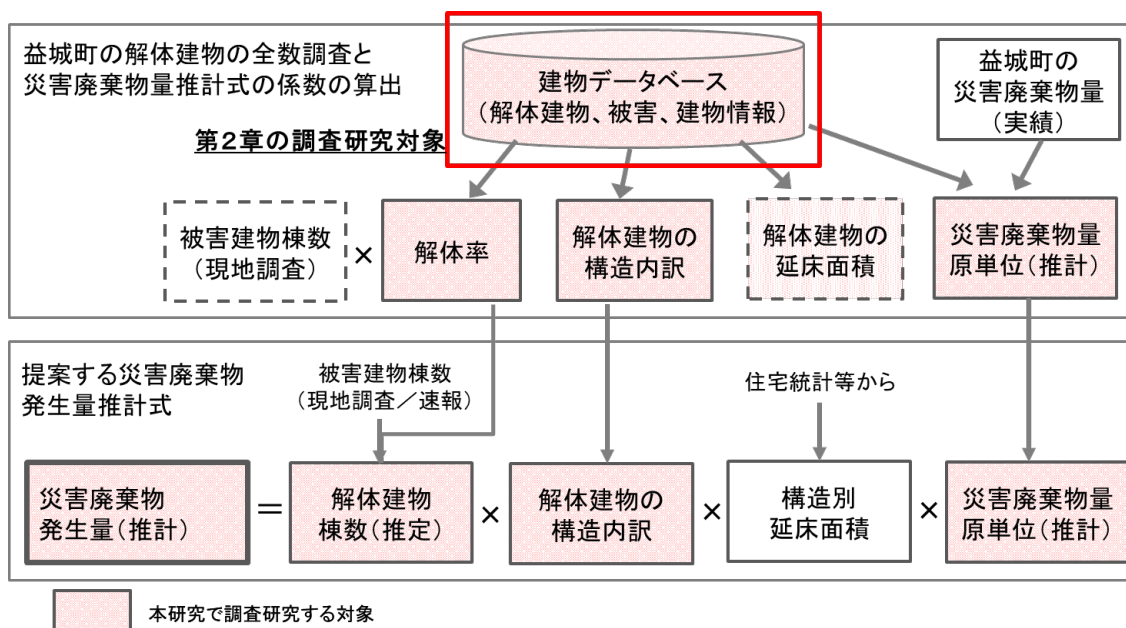 益城町の解体建物の全数調査と
災害廃棄物量推計式の係数の算出
建物データベース
（解体建物、被害、建物情報）
益城町の
災害廃棄物量
（実績）
第２章の調査研究対象
被害建物棟数
（現地調査）
×
解体率
解体建物の
構造内訳
解体建物の
延床面積
災害廃棄物量
原単位（推計）
提案する災害廃棄物
発生量推計式
被害建物棟数
（現地調査／速報）
住宅統計等から
災害廃棄物
発生量（推計）
＝
解体建物
棟数（推定）
×
解体建物の
構造内訳
×
構造別
延床面積
×
災害廃棄物量
原単位（推計）
本研究で調査研究する対象